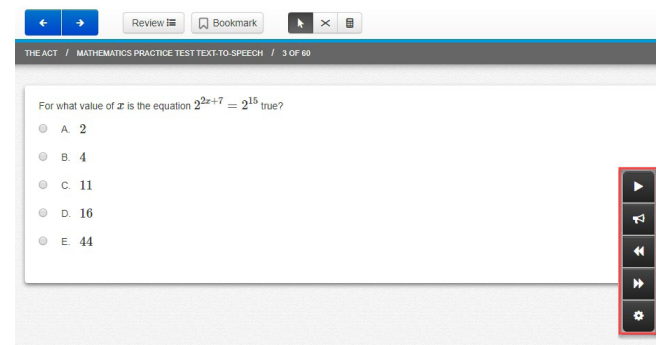 Review Bookmark
THE ACT / MATHEMATICS PRACTICE TEST TEXT-TO-SPEECH / 3 OF 60
For what value of x is the equation 2^{2x+7} = 2^{15} true?
A. 2
B. 4
C. 11
D. 16
E. 44